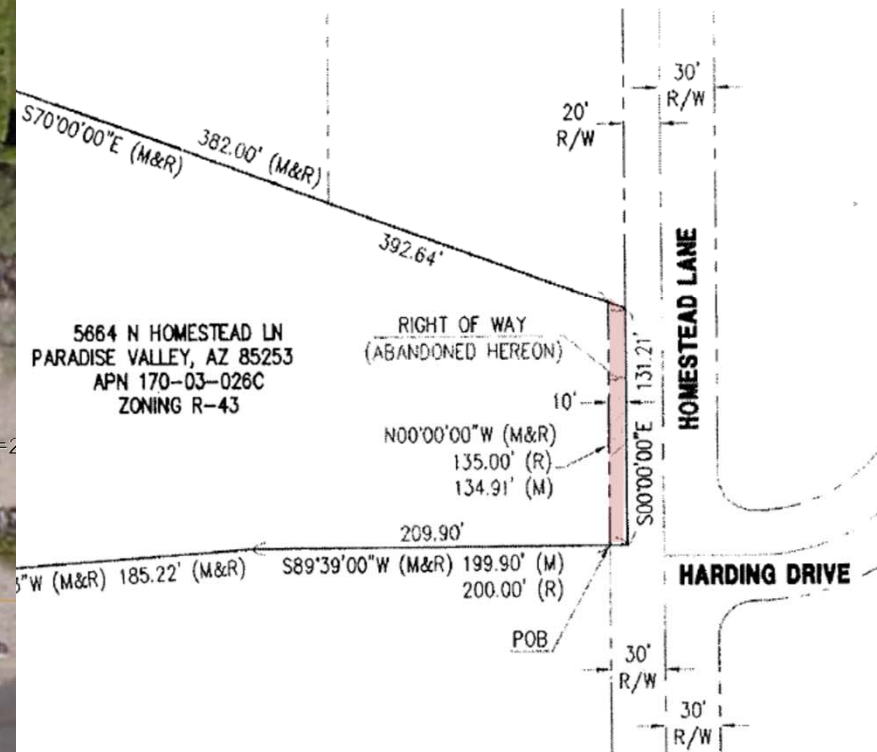 30'
R/W
20'
R/W
S70°00'00"E (M&R)
382.00' (M&R)
392.64'
HOMESTEAD LANE
5664 N HOMESTEAD LN
PARADISE VALLEY, AZ 85253
APN 170-03-026C
ZONING R-43
RIGHT OF WAY
(ABANDONED HEREON)
131.21'
10'
N00°00'00"W (M&R)
135.00' (R)
134.91' (M)
S00°00'00"E
209.90'
S89°39'00"W (M&R) 199.90' (M)
200.00' (R)
"W (M&R) 185.22' (M&R)
HARDING DRIVE
POB
30'
R/W
30'
R/W